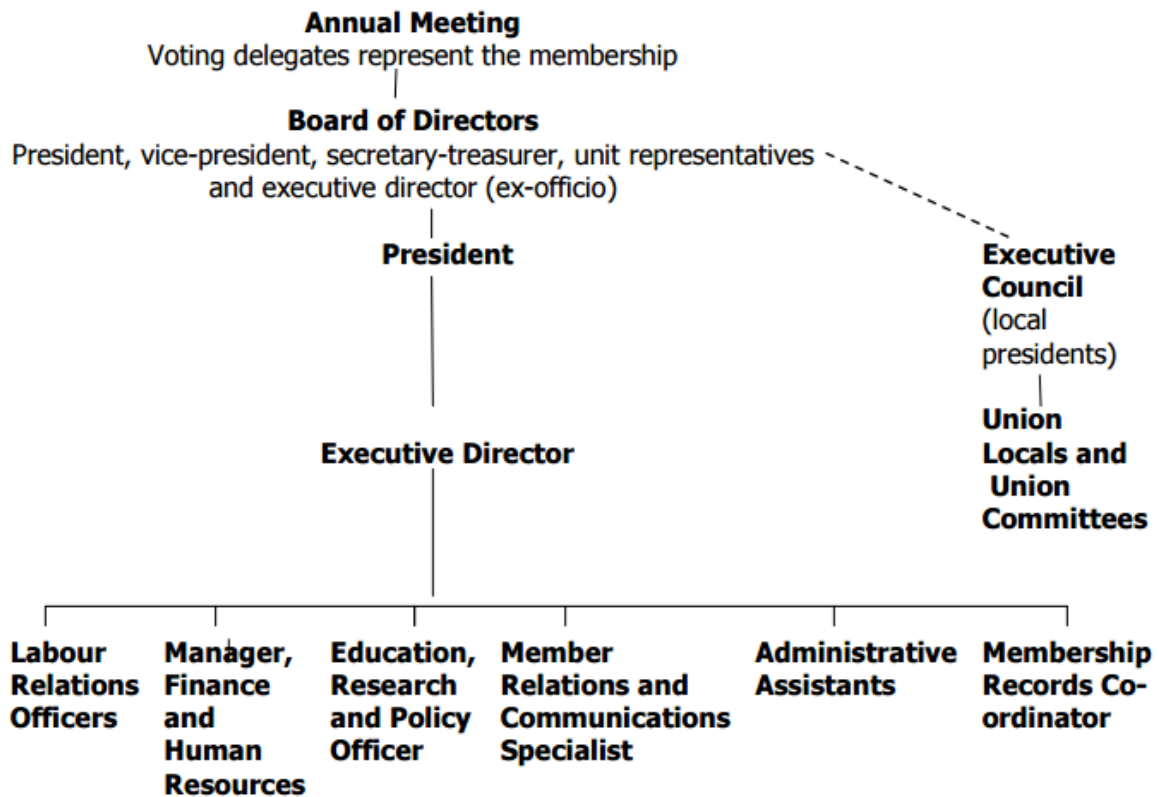 Annual Meeting
Voting delegates represent the membership
Board of Directors
President, vice-president, secretary-treasurer, unit representatives
and executive director (ex-officio)
President
Executive
Council
(local
presidents)
Union
Locals and
Union
Committees
Executive Director
Labour
Relations
Officers
Manager,
Finance
and
Human
Resources
Education,
Research
and Policy
Officer
Member
Relations and
Communications
Specialist
Administrative
Assistants
Membership
Records Co-
ordinator